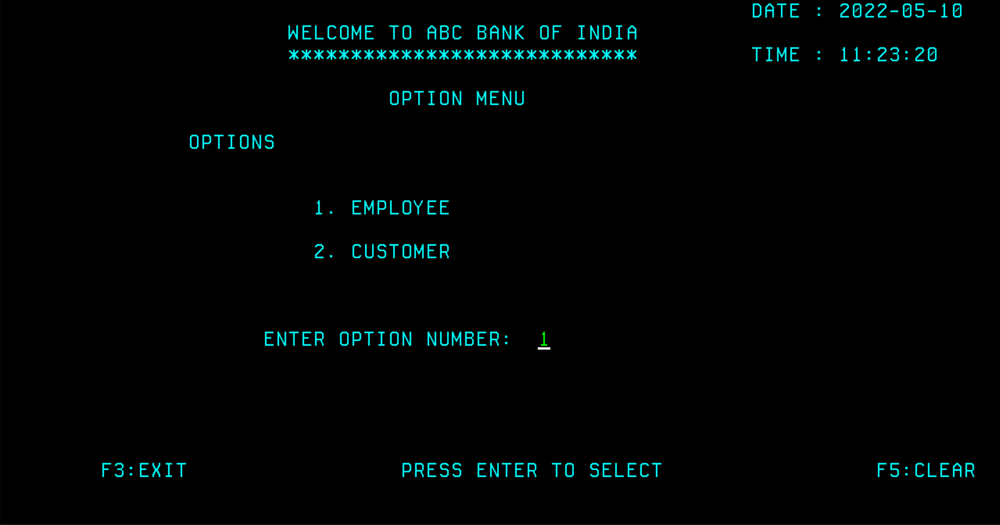 DATE : 2022-05-10
WELCOME TO ABC BANK OF INDIA
**************************** TIME : 11:23:20
OPTION MENU
OPTIONS
1. EMPLOYEE
2. CUSTOMER
ENTER OPTION NUMBER: 1
F3:EXIT PRESS ENTER TO SELECT F5:CLEAR